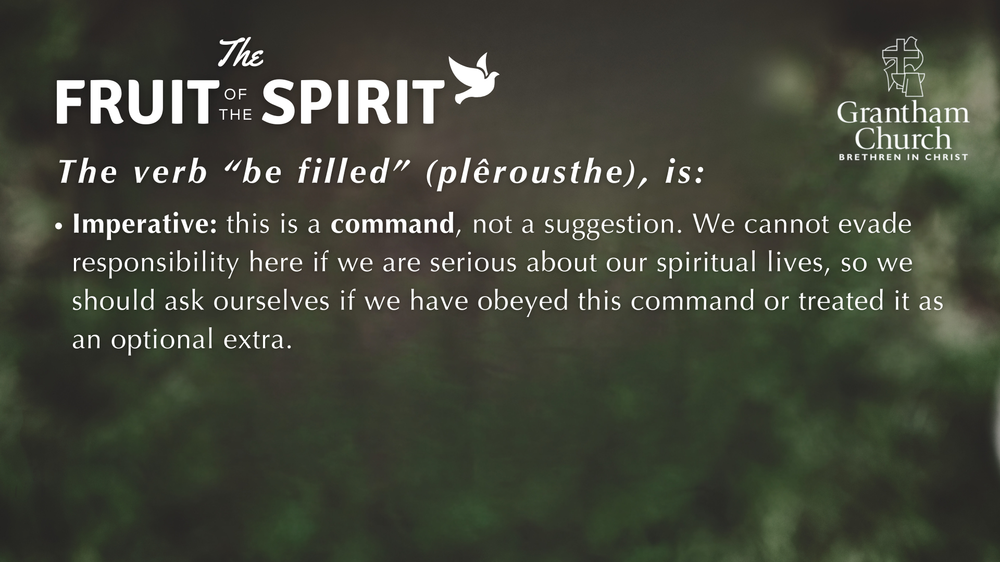 The
FRUIT OF THE SPIRIT
Grantham
Church
BRETHREN IN CHRIST
The verb “be filled” (plêrousthe), is:
• Imperative: this is a command, not a suggestion. We cannot evade
responsibility here if we are serious about our spiritual lives, so we
should ask ourselves if we have obeyed this command or treated it as
an optional extra.